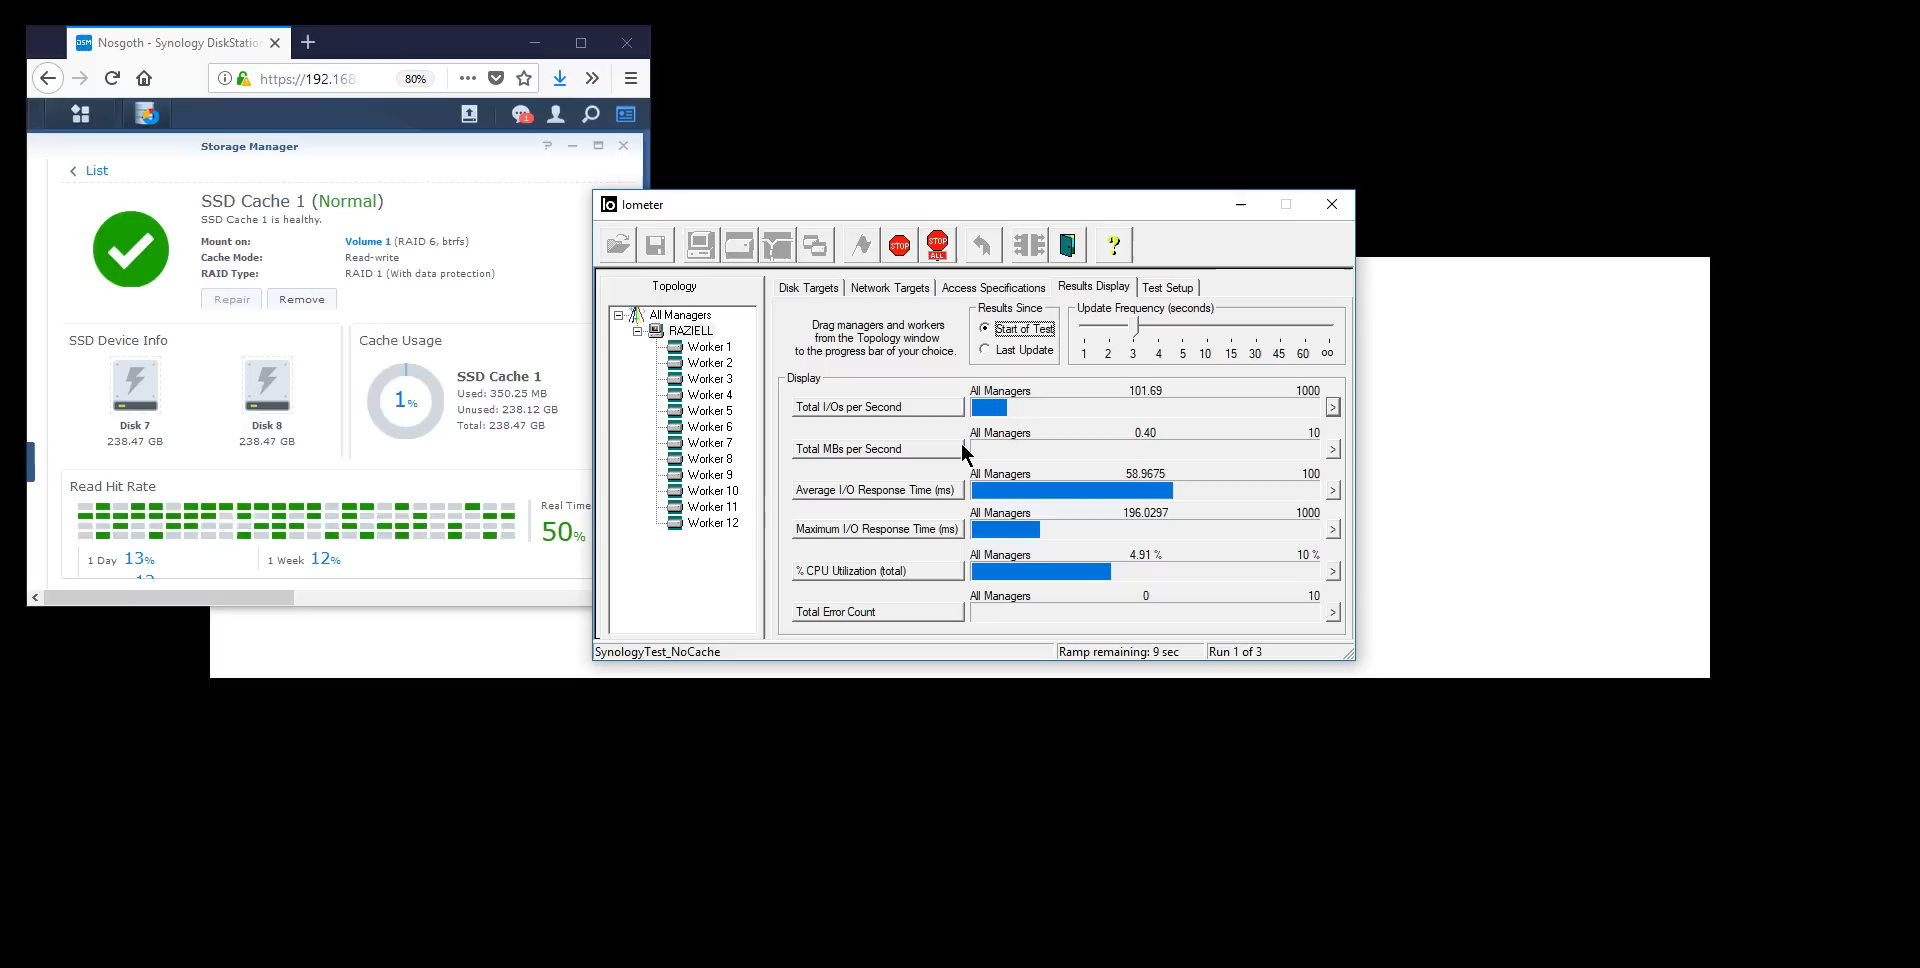 Nosgoth - Synology DiskStatio
https://192.168
80%
1
Storage Manager
List
SSD Cache 1 (Normal)
SSD Cache 1 is healthy.
Mount on: Volume 1 (RAID 6, btrfs)
Cache Mode: Read-write
RAID Type: RAID 1 (With data protection)
Repair Remove
SSD Device Info
Disk 7
238.47 GB
Disk 8
238.47 GB
Cache Usage
1%
SSD Cache 1
Used: 350.25 MB
Unused: 238.12 GB
Total: 238.47 GB
Read Hit Rate
Real Time
50%
1 Day 13%
1 Week 12%
Iometer
STOP
STOP
ALL
Topology
All Managers
RAZIELL
Worker 1
Worker 2
Worker 3
Worker 4
Worker 5
Worker 6
Worker 7
Worker 8
Worker 9
Worker 10
Worker 11
Worker 12
Disk Targets Network Targets Access Specifications Results Display Test Setup
Drag managers and workers
from the Topology window
to the progress bar of your choice.
Results Since
Start of Test
Last Update
Update Frequency (seconds)
1 2 3 4 5 10 15 30 45 60 oo
Display
All Managers 101.69 1000
Total I/Os per Second >
All Managers 0.40 10
Total MBs per Second >
All Managers 58.9675 100
Average I/O Response Time (ms) >
All Managers 196.0297 1000
Maximum I/O Response Time (ms) >
All Managers 4.91 % 10 %
% CPU Utilization (total) >
All Managers 0 10
Total Error Count >
SynologyTest_NoCache Ramp remaining: 9 sec Run 1 of 3